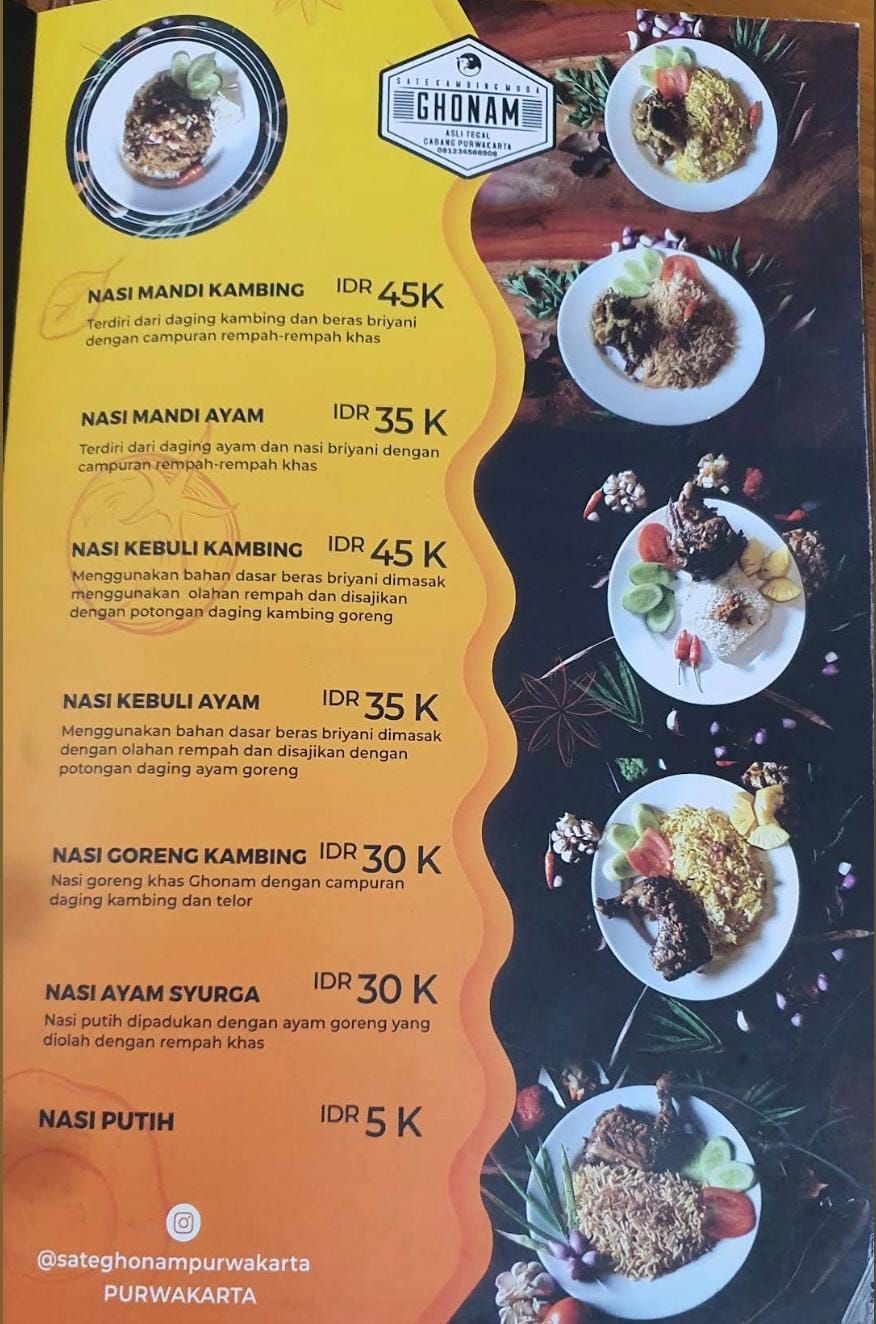 SATE KAMBING MUDA
GHONAM
ASLI TEGAL
CABANG PURWAKARTA
081234566908
NASI MANDI KAMBING IDR 45K
Terdiri dari daging kambing dan beras briyani
dengan campuran rempah-rempah khas
NASI MANDI AYAM IDR 35 K
Terdiri dari daging ayam dan nasi briyani dengan
campuran rempah-rempah khas
NASI KEBULI KAMBING IDR 45 K
Menggunakan bahan dasar beras briyani dimasak
menggunakan olahan rempah dan disajikan
dengan potongan daging kambing goreng
NASI KEBULI AYAM IDR 35 K
Menggunakan bahan dasar beras briyani dimasak
dengan olahan rempah dan disajikan dengan
potongan daging ayam goreng
NASI GORENG KAMBING IDR 30 K
Nasi goreng khas Ghonam dengan campuran
daging kambing dan telor
NASI AYAM SYURGA IDR 30 K
Nasi putih dipadukan dengan ayam goreng yang
diolah dengan rempah khas
NASI PUTIH IDR 5 K
@sateghonampurwakarta
PURWAKARTA